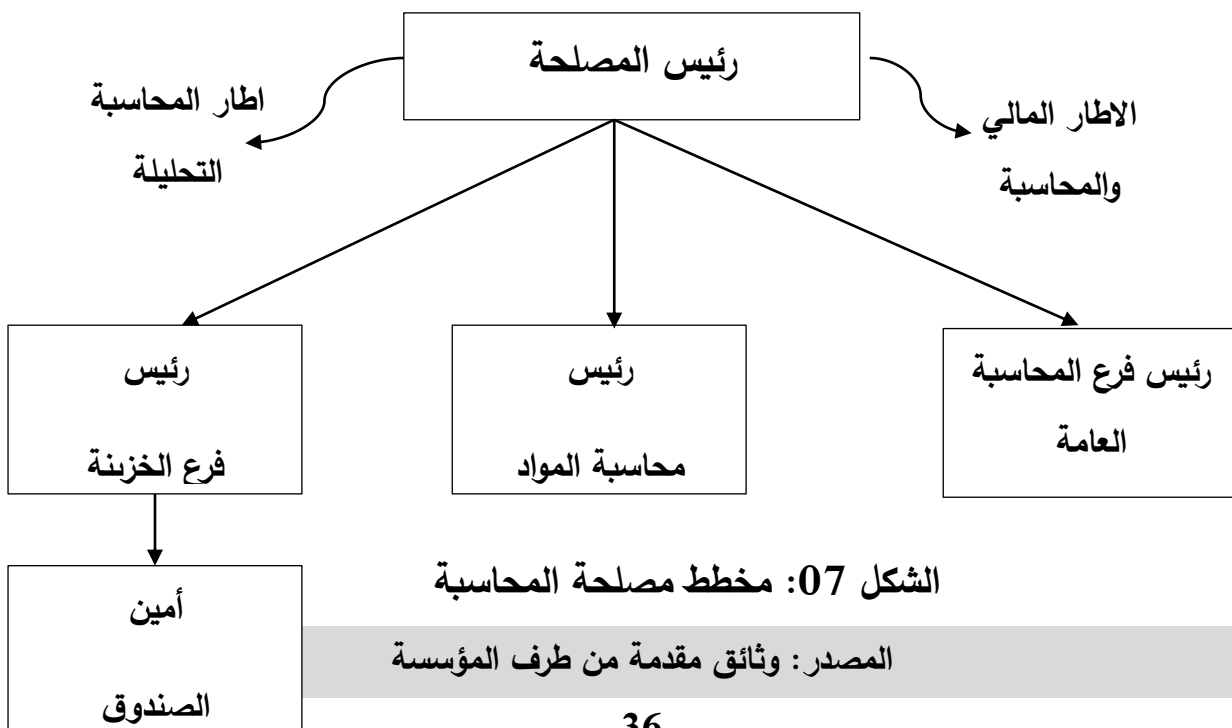 رئيس المصلحة
الاطار المالي
والمحاسبة
اطار المحاسبة
التحليلة
رئيس فرع المحاسبة
العامة
رئيس
محاسبة المواد
رئيس
فرع الخزينة
أمين
الصندوق
الشكل 07: مخطط مصلحة المحاسبة
المصدر: وثائق مقدمة من طرف المؤسسة
36